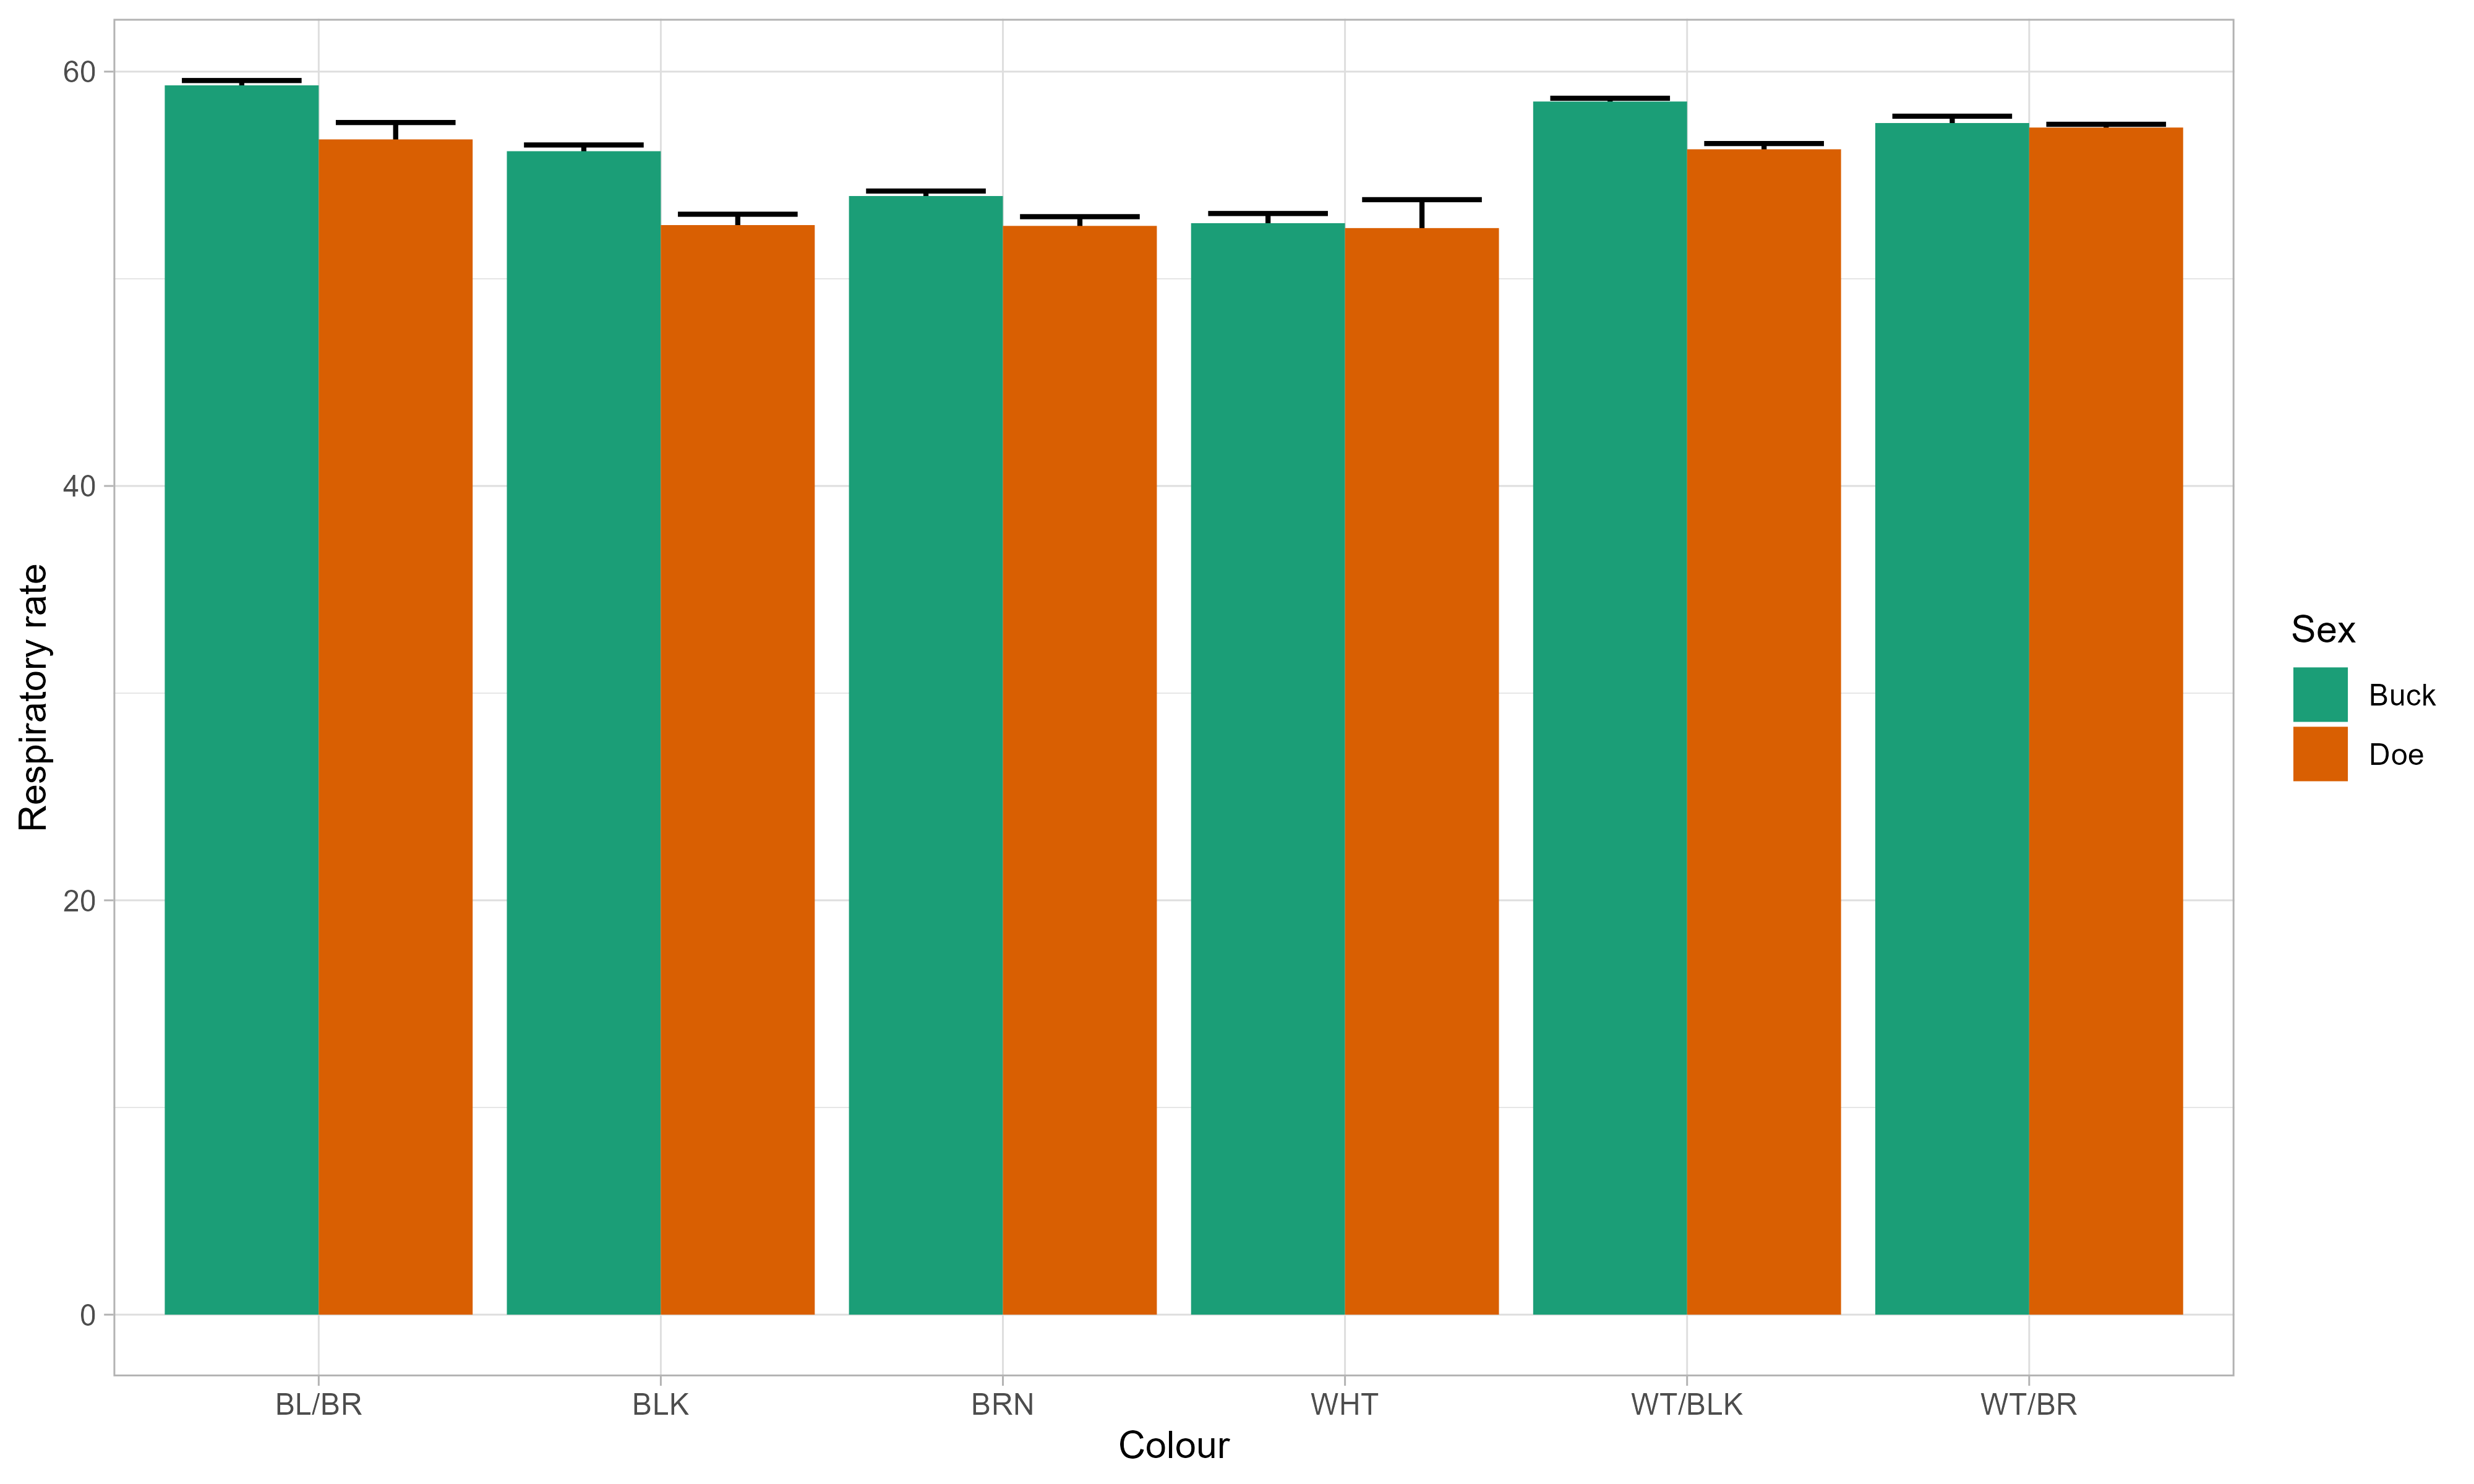 60
40
20
0
Respiratory rate
BL/BR
BLK
BRN
WHT
WT/BLK
WT/BR
Colour
Sex
Buck
Doe